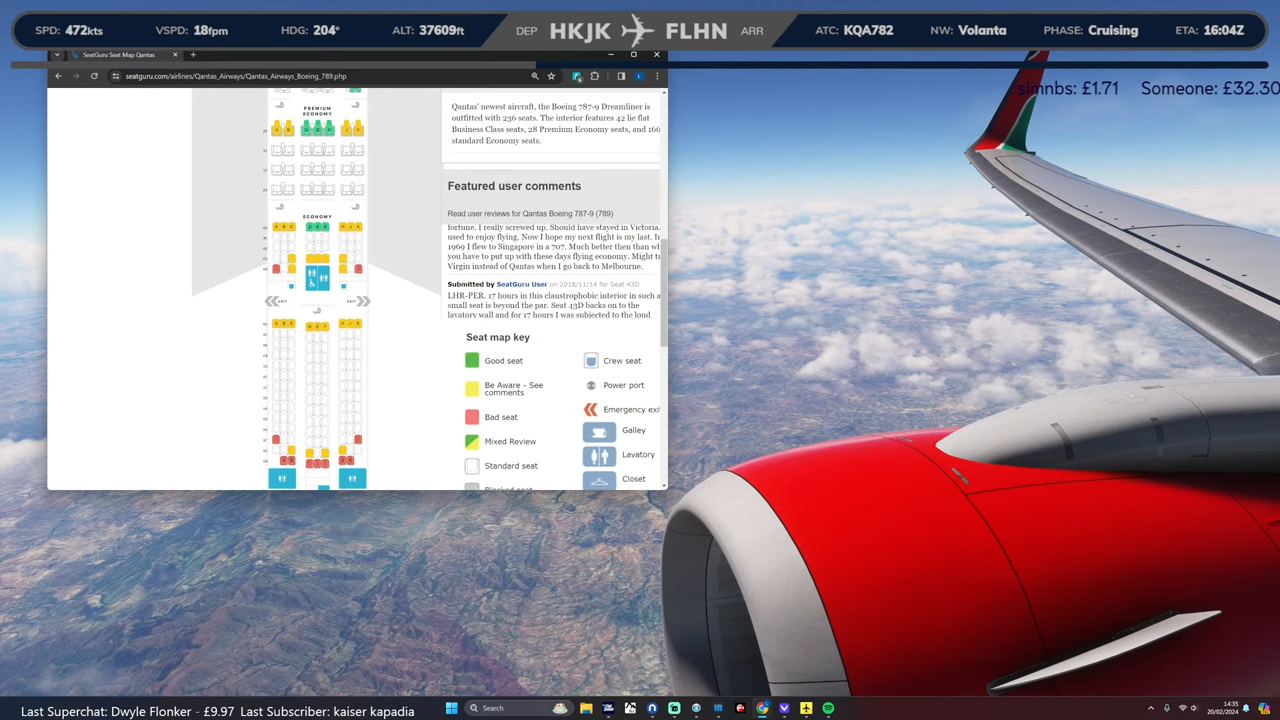 SPD: 472kts
VSPD: 18fpm
HDG: 204°
ALT: 37609ft
DEP HKJK FLHN ARR
ATC: KQA782
NW: Volanta
PHASE: Cruising
ETA: 16:04Z
SeatGuru Seat Map Qantas
seatguru.com/airlines/Qantas_Airways/Qantas_Airways_Boeing_789.php
simnbs: £1.71 Someone: £32.30
PREMIUM
ECONOMY
ECONOMY
EXIT
EXIT
Qantas' newest aircraft, the Boeing 787-9 Dreamliner is
outfitted with 236 seats. The interior features 42 lie flat
Business Class seats, 28 Premium Economy seats, and 166
standard Economy seats.
Featured user comments
Read user reviews for Qantas Boeing 787-9 (789)
fortune. I really screwed up. Should have stayed in Victoria.
used to enjoy flying. Now I hope my next flight is my last. In
1969 I flew to Singapore in a 707. Much better then than wh
you have to put up with these days flying economy. Might tr
Virgin instead of Qantas when I go back to Melbourne.
Submitted by SeatGuru User on 2018/11/14 for Seat 43D
LHR-PER. 17 hours in this claustrophobic interior in such a
small seat is beyond the par. Seat 43D backs on to the
lavatory wall and for 17 hours I was subjected to the loud
Seat map key
Good seat
Crew seat
Be Aware - See
comments
Power port
Emergency exi
Bad seat
Galley
Mixed Review
Lavatory
Standard seat
Closet
Blocked seat
Last Superchat: Dwyle Flonker - £9.97 Last Subscriber: kaiser kapadia
Search
14:35
20/02/2024